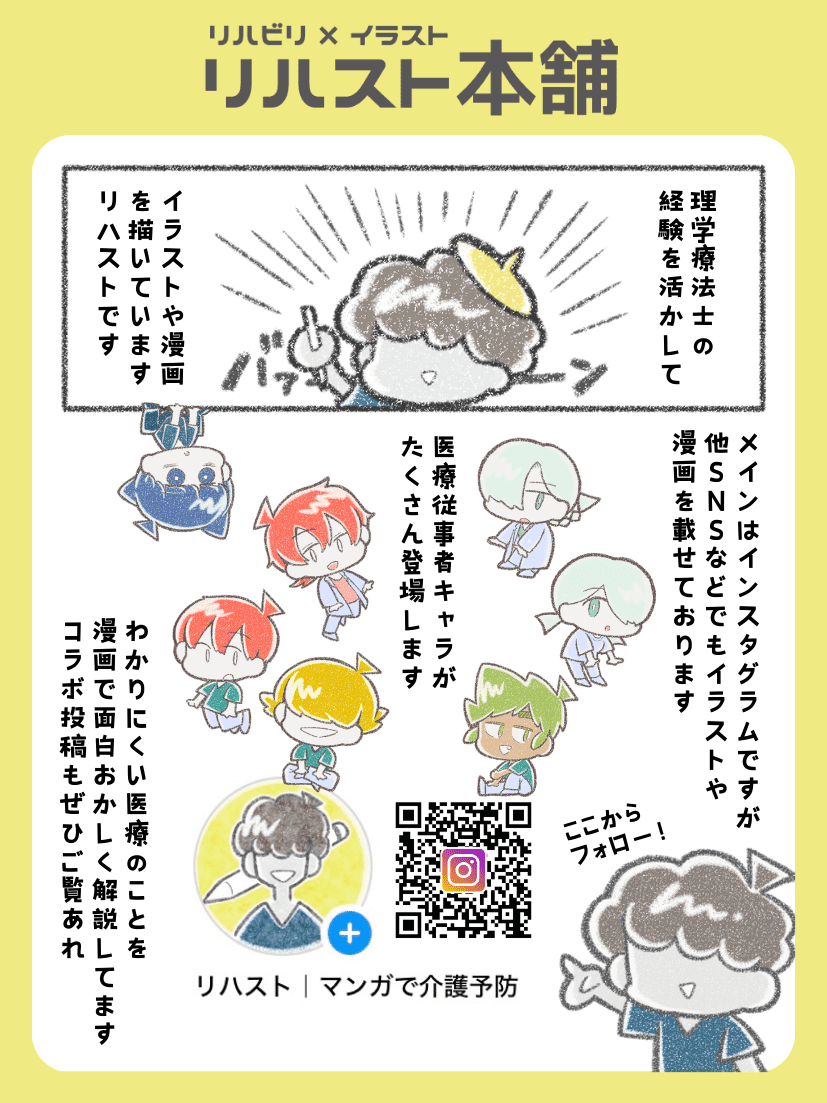 リハビリ × イラスト
リハスト本舗
理学療法士の
経験を活かして
イラストや漫画
を描いています
リハストです
バァーーン
メインはインスタグラムですが
他SNSなどでもイラストや
漫画を載せております
医療従事者キャラが
たくさん登場します
わかりにくい医療のことを
漫画で面白おかしく解説してます
コラボ投稿もぜひご覧あれ
ここから
フォロー！
リハスト｜マンガで介護予防